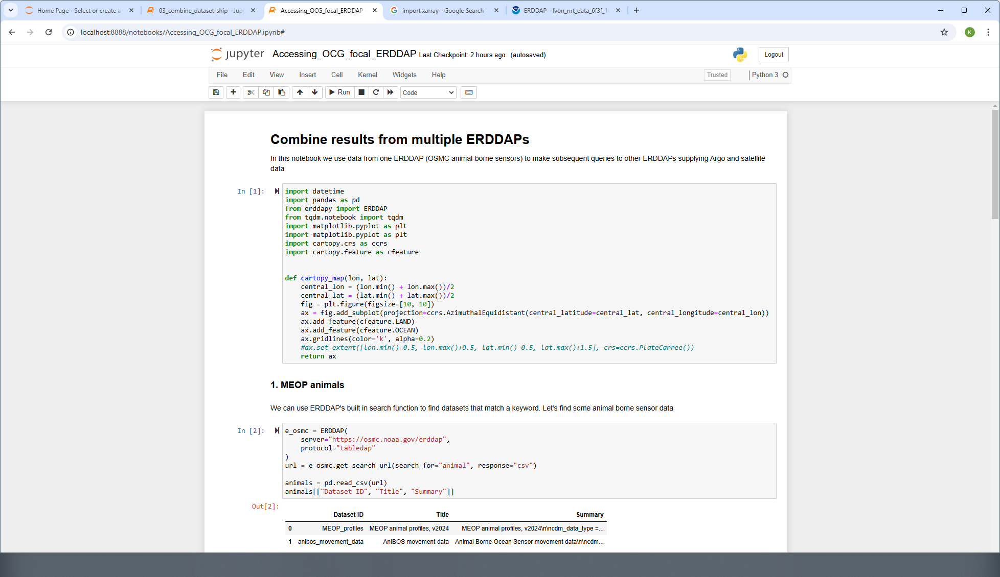 Home Page - Select or create a
03_combine_dataset-ship - Jup
Accessing_OCG_focal_ERDDAP
import xarray - Google Search
ERDDAP - fvon_nrt_data_6f3f_1
localhost:8888/notebooks/Accessing_OCG_focal_ERDDAP.ipynb#
K
jupyter Accessing_OCG_focal_ERDDAP Last Checkpoint: 2 hours ago (autosaved)
Logout
File Edit View Insert Cell Kernel Widgets Help
Trusted
Python 3
Run
Code
Combine results from multiple ERDDAPs
In this notebook we use data from one ERDDAP (OSMC animal-borne sensors) to make subsequent queries to other ERDDAPs supplying Argo and satellite
data
In [1]:
import datetime
import pandas as pd
from erddapy import ERDDAP
from tqdm.notebook import tqdm
import matplotlib.pyplot as plt
import matplotlib.pyplot as plt
import cartopy.crs as ccrs
import cartopy.feature as cfeature
def cartopy_map(lon, lat):
    central_lon = (lon.min() + lon.max())/2
    central_lat = (lat.min() + lat.max())/2
    fig = plt.figure(figsize=[10, 10])
    ax = fig.add_subplot(projection=ccrs.AzimuthalEquidistant(central_latitude=central_lat, central_longitude=central_lon))
    ax.add_feature(cfeature.LAND)
    ax.add_feature(cfeature.OCEAN)
    ax.gridlines(color='k', alpha=0.2)
    #ax.set_extent([lon.min()-0.5, lon.max()+0.5, lat.min()-0.5, lat.max()+1.5], crs=ccrs.PlateCarree())
    return ax
1. MEOP animals
We can use ERDDAP's built in search function to find datasets that match a keyword. Let's find some animal borne sensor data
In [2]:
e_osmc = ERDDAP(
    server="https://osmc.noaa.gov/erddap",
    protocol="tabledap"
)
url = e_osmc.get_search_url(search_for="animal", response="csv")
animals = pd.read_csv(url)
animals[["Dataset ID", "Title", "Summary"]]
Out[2]:
Dataset ID Title Summary
0 MEOP_profiles MEOP animal profiles, v2024 MEOP animal profiles, v2024\n\ncdm_data_type =...
1 anibos_movement_data AniBOS movement data Animal Borne Ocean Sensor movement data\n\ncdm...